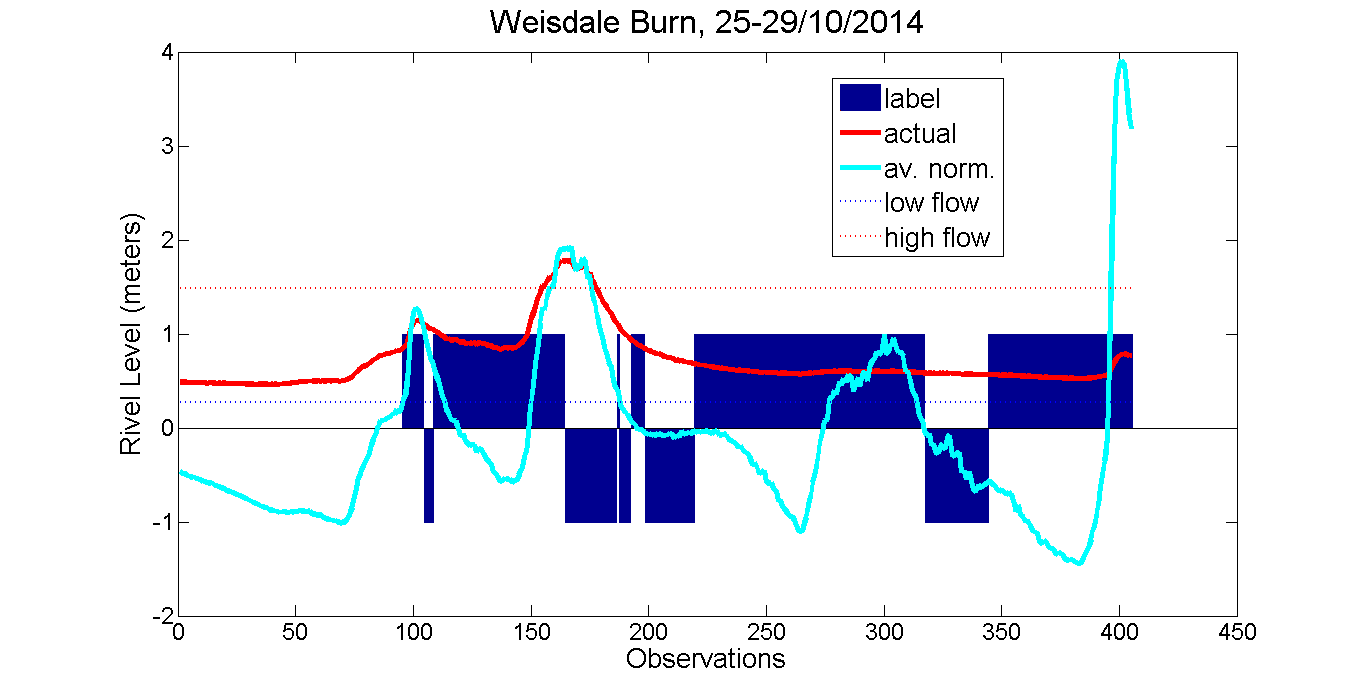 Weisdale Burn, 25-29/10/2014
4
3
2
1
0
-1
-2
Rivel Level (meters)
label
actual
av. norm.
low flow
high flow
0 50 100 150 200 250 300 350 400 450
Observations